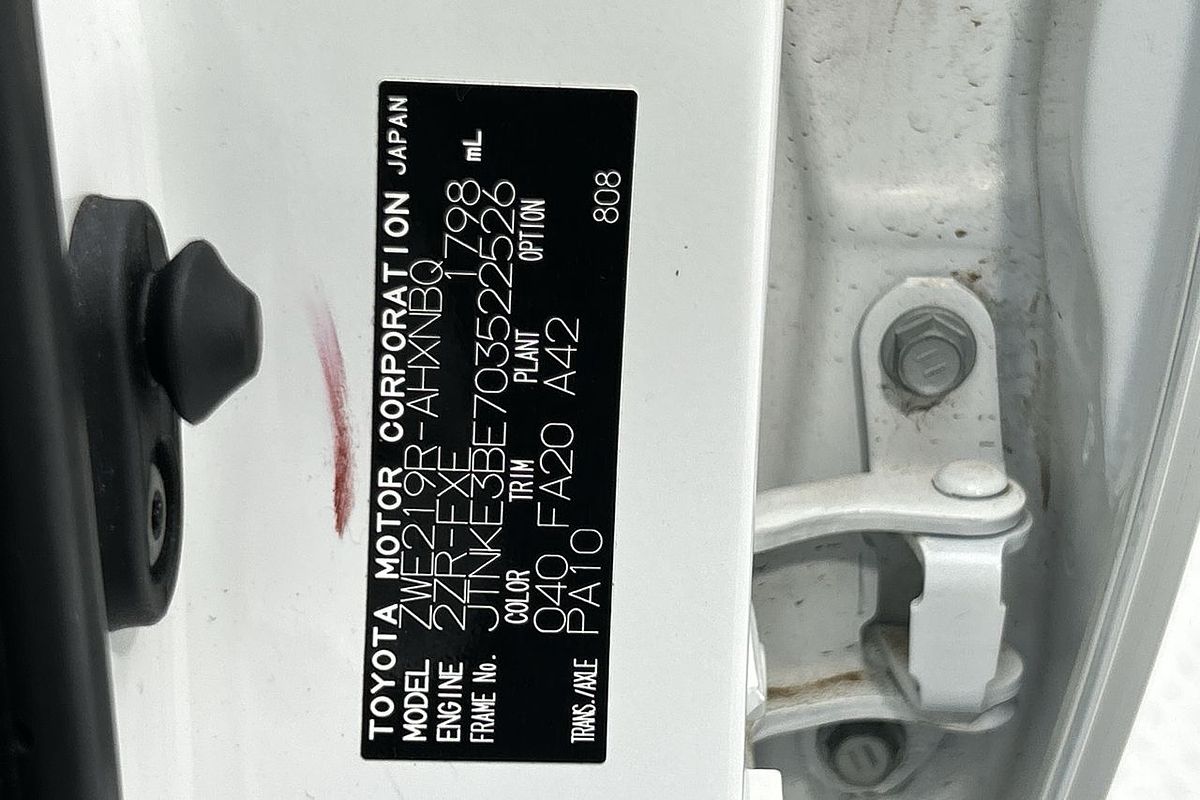 TOYOTA MOTOR CORPORATION JAPAN
MODEL ZWE219R-AHXNBQ
ENGINE 2ZR-FXE 1798 mL
FRAME No. JTNKE3BE703522526
COLOR TRIM PLANT OPTION
040 FA20 A42
TRANS./AXLE PA10 808